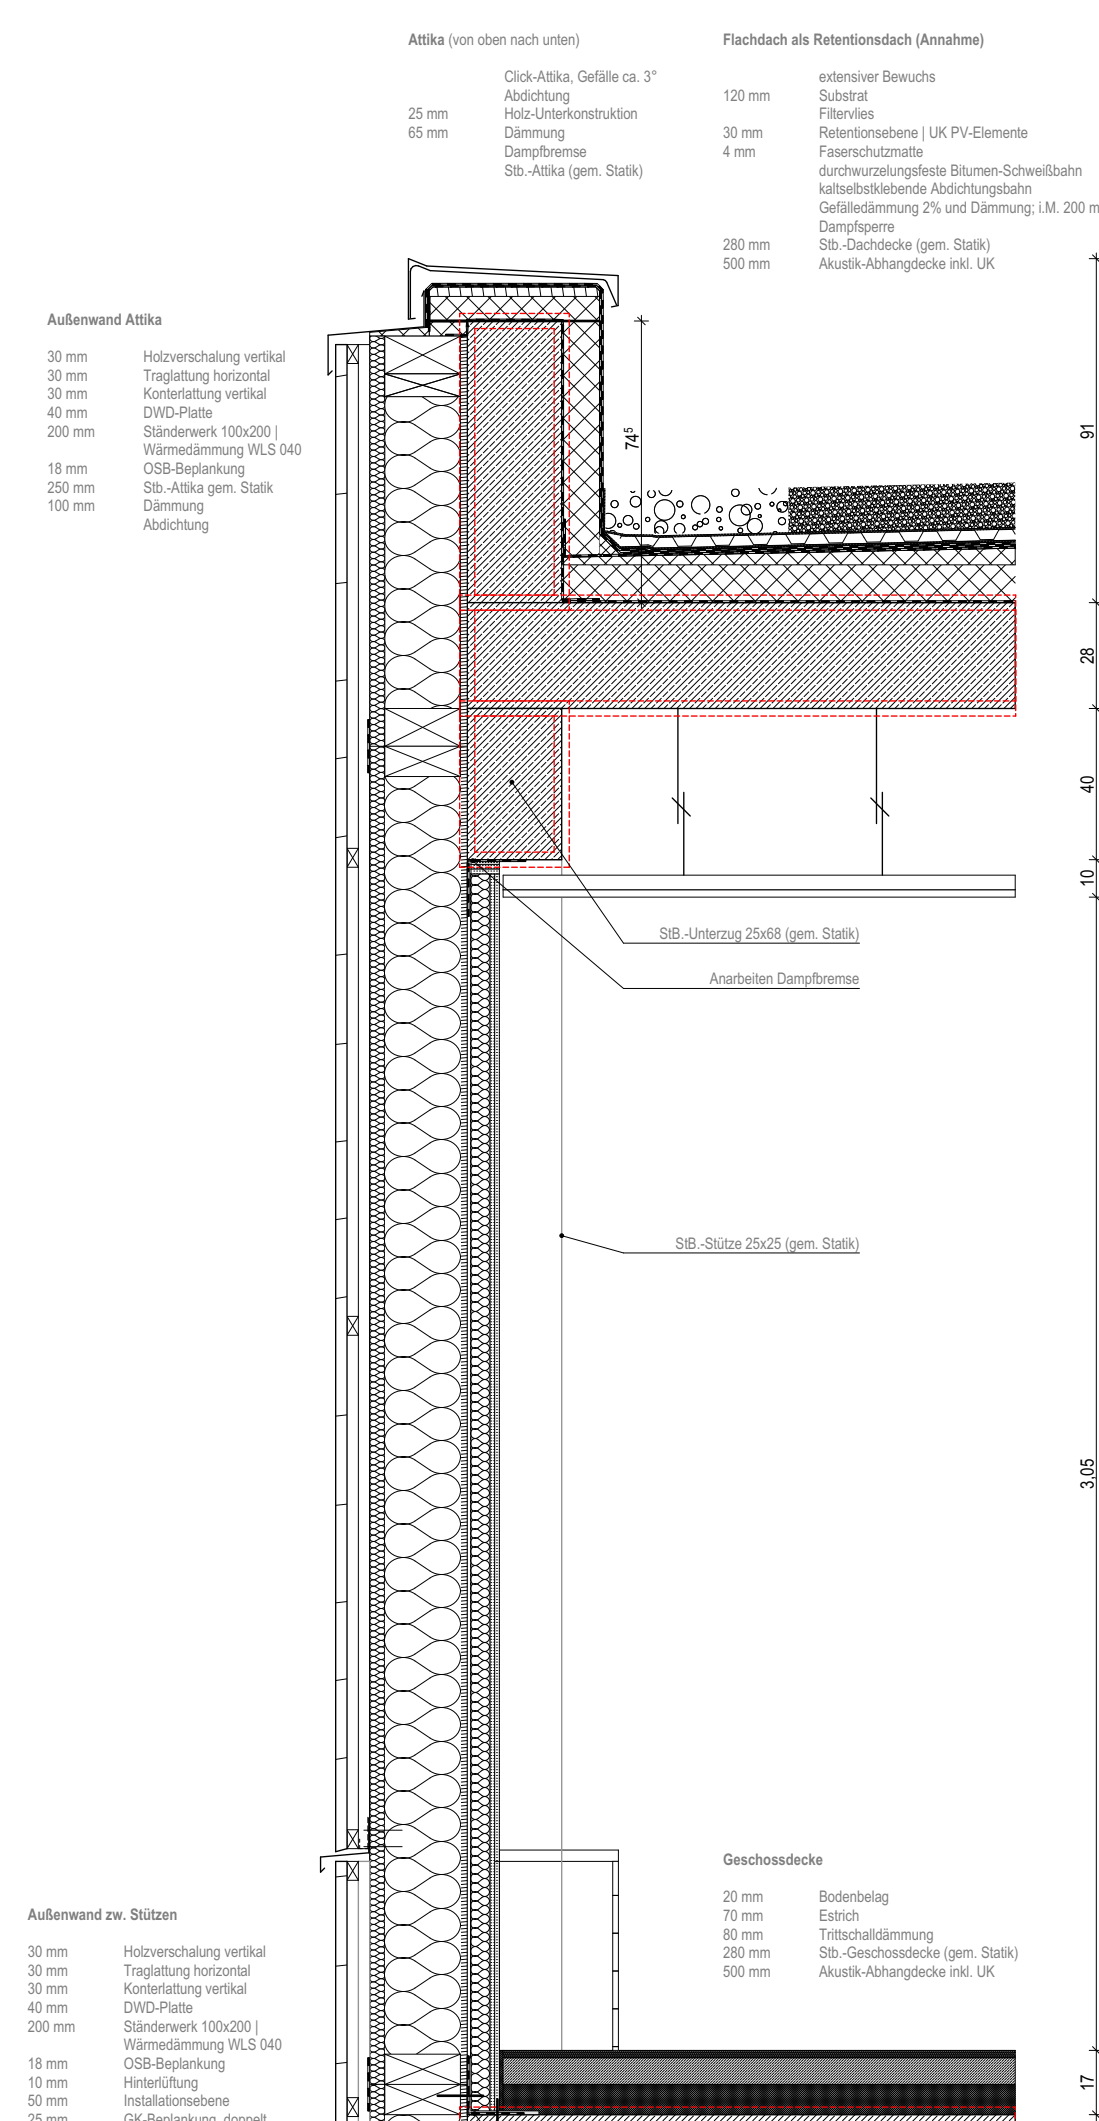 Attika (von oben nach unten)
Click-Attika, Gefälle ca. 3°
Abdichtung
25 mm Holz-Unterkonstruktion
65 mm Dämmung
Dampfbremse
Stb.-Attika (gem. Statik)
Flachdach als Retentionsdach (Annahme)
extensiver Bewuchs
120 mm Substrat
Filtervlies
30 mm Retentionsebene | UK PV-Elemente
4 mm Faserschutzmatte
durchwurzelungsfeste Bitumen-Schweißbahn
kaltselbstklebende Abdichtungsbahn
Gefälledämmung 2% und Dämmung; i.M. 200 m
Dampfsperre
280 mm Stb.-Dachdecke (gem. Statik)
500 mm Akustik-Abhangdecke inkl. UK
Außenwand Attika
30 mm Holzverschalung vertikal
30 mm Traglattung horizontal
30 mm Konterlattung vertikal
40 mm DWD-Platte
200 mm Ständerwerk 100x200 |
Wärmedämmung WLS 040
18 mm OSB-Beplankung
250 mm Stb.-Attika gem. Statik
100 mm Dämmung
Abdichtung
74⁵
91
28
40
10
StB.-Unterzug 25x68 (gem. Statik)
Anarbeiten Dampfbremse
StB.-Stütze 25x25 (gem. Statik)
3,05
Geschossdecke
20 mm Bodenbelag
70 mm Estrich
80 mm Trittschalldämmung
280 mm Stb.-Geschossdecke (gem. Statik)
500 mm Akustik-Abhangdecke inkl. UK
Außenwand zw. Stützen
30 mm Holzverschalung vertikal
30 mm Traglattung horizontal
30 mm Konterlattung vertikal
40 mm DWD-Platte
200 mm Ständerwerk 100x200 |
Wärmedämmung WLS 040
18 mm OSB-Beplankung
10 mm Hinterlüftung
50 mm Installationsebene
25 mm GK-Beplankung, doppelt
17